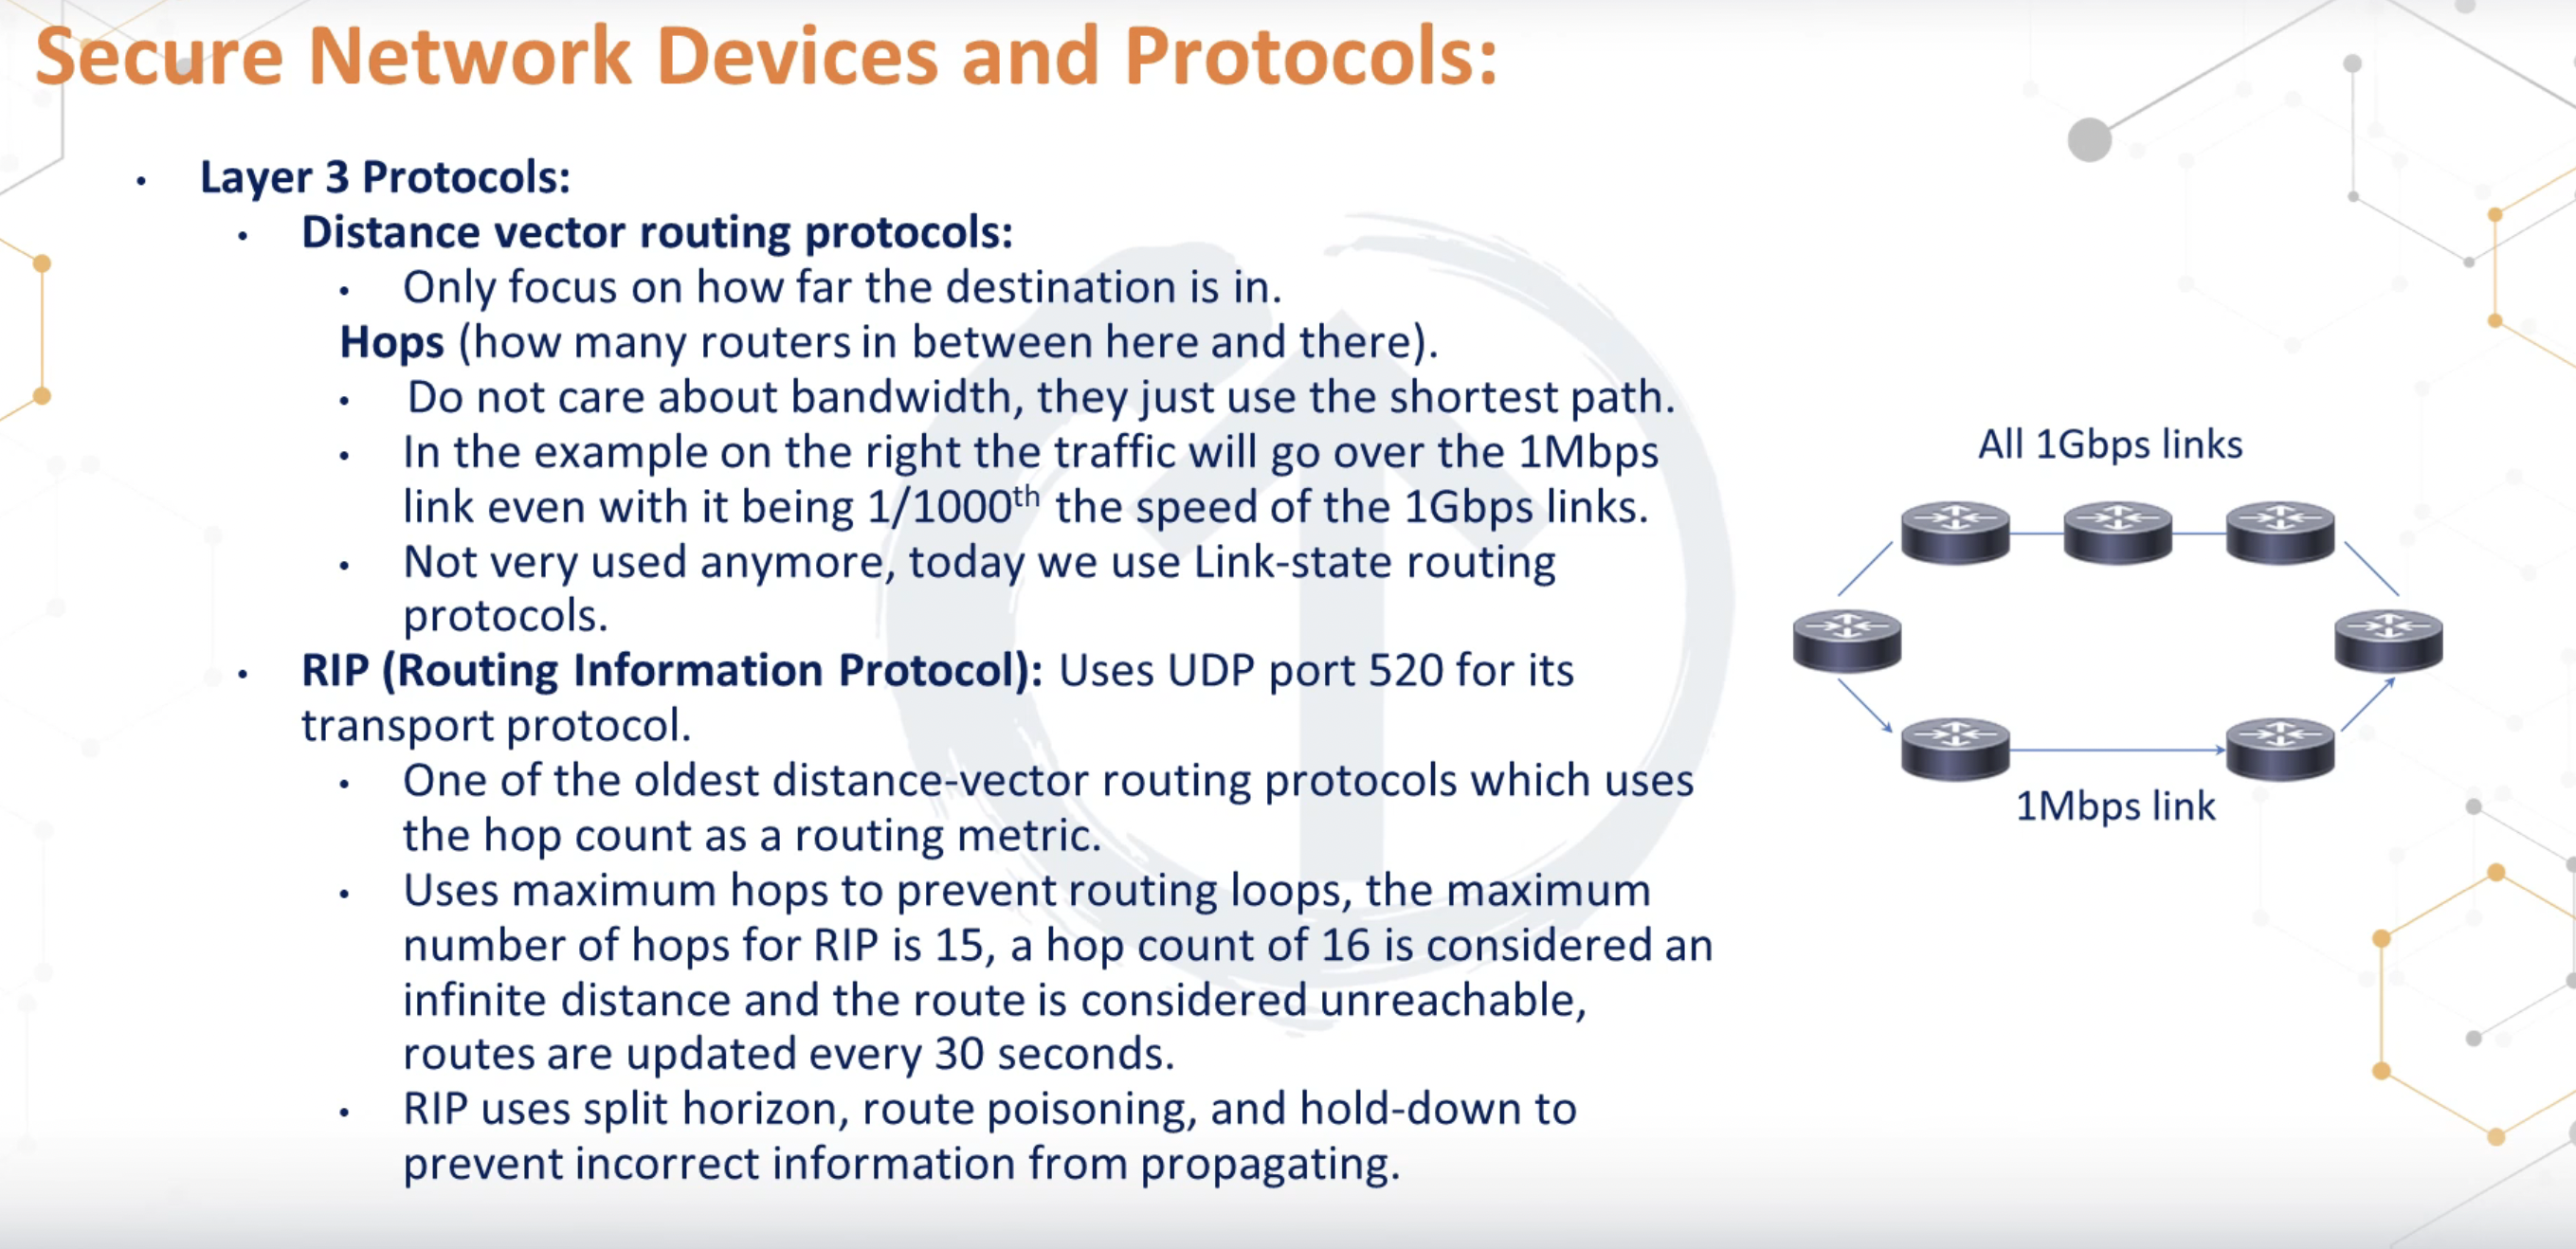 Secure Network Devices and Protocols:
• Layer 3 Protocols:
• Distance vector routing protocols:
• Only focus on how far the destination is in.
Hops (how many routers in between here and there).
• Do not care about bandwidth, they just use the shortest path.
• In the example on the right the traffic will go over the 1Mbps
link even with it being 1/1000th the speed of the 1Gbps links.
• Not very used anymore, today we use Link-state routing
protocols.
• RIP (Routing Information Protocol): Uses UDP port 520 for its
transport protocol.
• One of the oldest distance-vector routing protocols which uses
the hop count as a routing metric.
• Uses maximum hops to prevent routing loops, the maximum
number of hops for RIP is 15, a hop count of 16 is considered an
infinite distance and the route is considered unreachable,
routes are updated every 30 seconds.
• RIP uses split horizon, route poisoning, and hold-down to
prevent incorrect information from propagating.
All 1Gbps links
1Mbps link